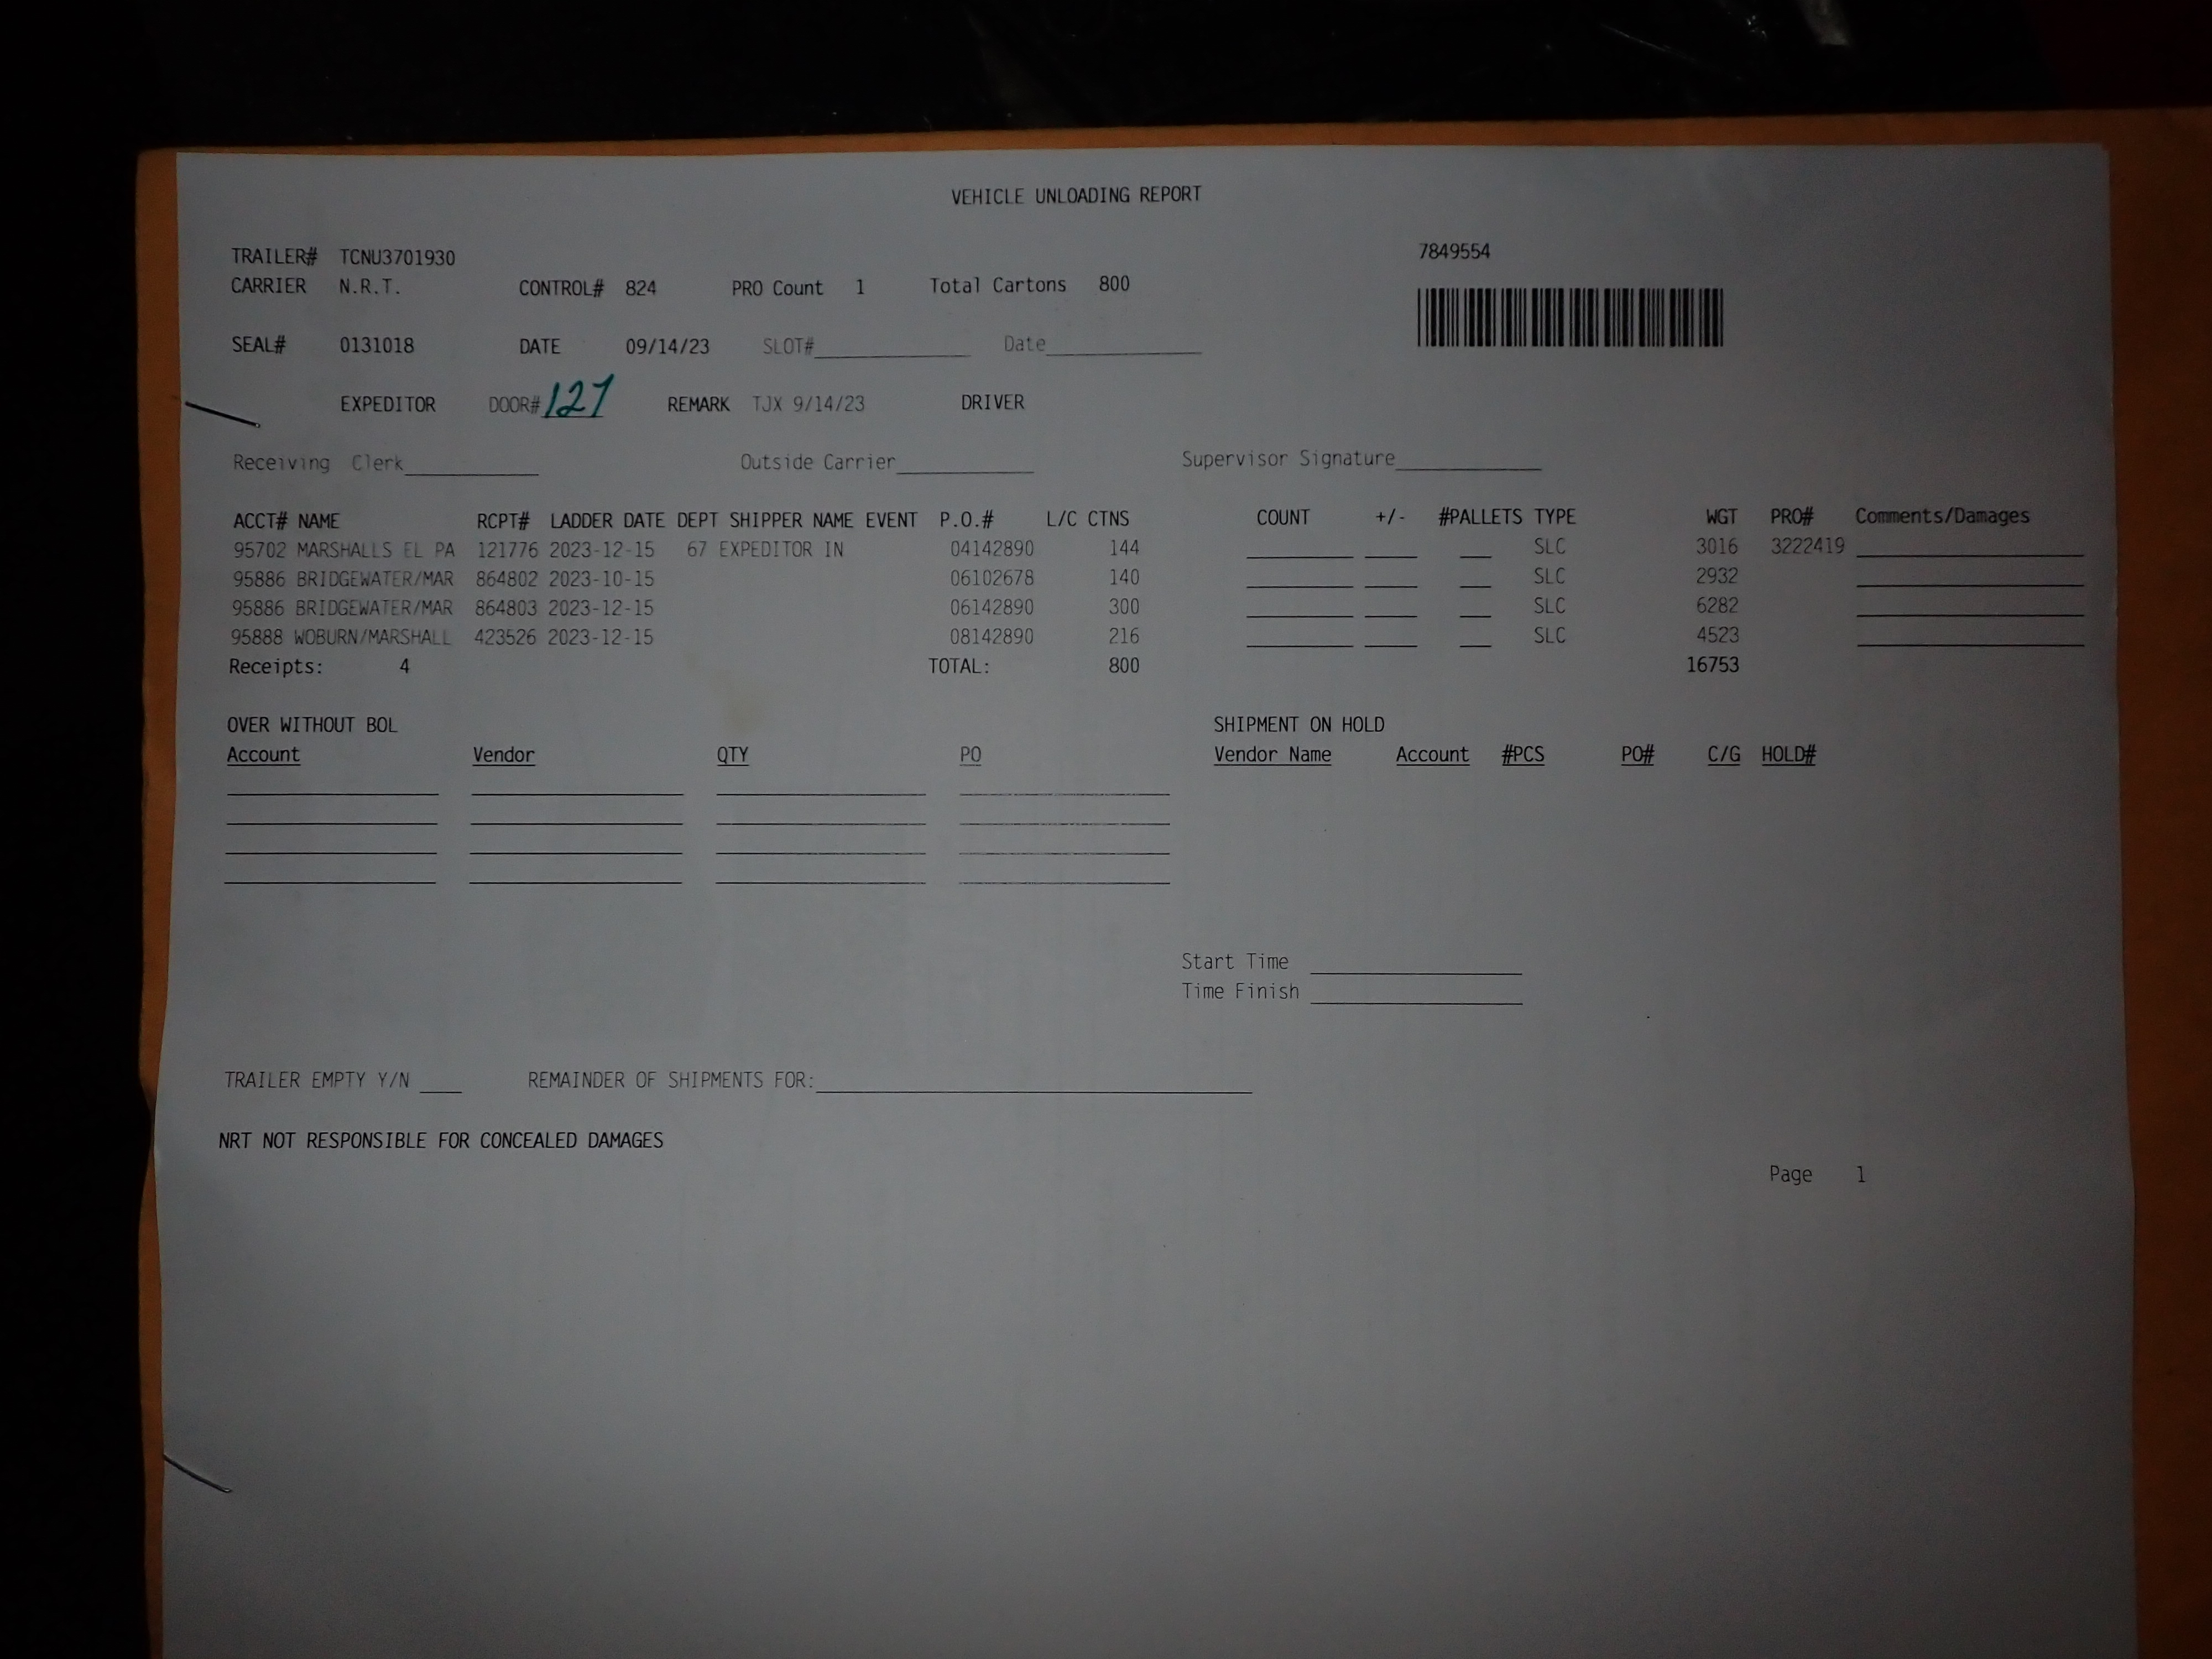 VEHICLE UNLOADING REPORT
TRAILER# TCNU3701930 7849554
CARRIER N.R.T. CONTROL# 824 PRO Count 1 Total Cartons 800
SEAL# 0131018 DATE 09/14/23 SLOT# Date
EXPEDITOR DOOR# 127 REMARK TJX 9/14/23 DRIVER
Receiving Clerk Outside Carrier Supervisor Signature
ACCT# NAME RCPT# LADDER DATE DEPT SHIPPER NAME EVENT P.O.# L/C CTNS COUNT +/- #PALLETS TYPE WGT PRO# Comments/Damages
95702 MARSHALLS EL PA 121776 2023-12-15 67 EXPEDITOR IN 04142890 144 SLC 3016 3222419
95886 BRIDGEWATER/MAR 864802 2023-10-15 06102678 140 SLC 2932
95886 BRIDGEWATER/MAR 864803 2023-12-15 06142890 300 SLC 6282
95888 WOBURN/MARSHALL 423526 2023-12-15 08142890 216 SLC 4523
Receipts: 4 TOTAL: 800 16753
OVER WITHOUT BOL SHIPMENT ON HOLD
Account Vendor QTY PO Vendor Name Account #PCS PO# C/G HOLD#
Start Time
Time Finish
TRAILER EMPTY Y/N REMAINDER OF SHIPMENTS FOR:
NRT NOT RESPONSIBLE FOR CONCEALED DAMAGES
Page 1